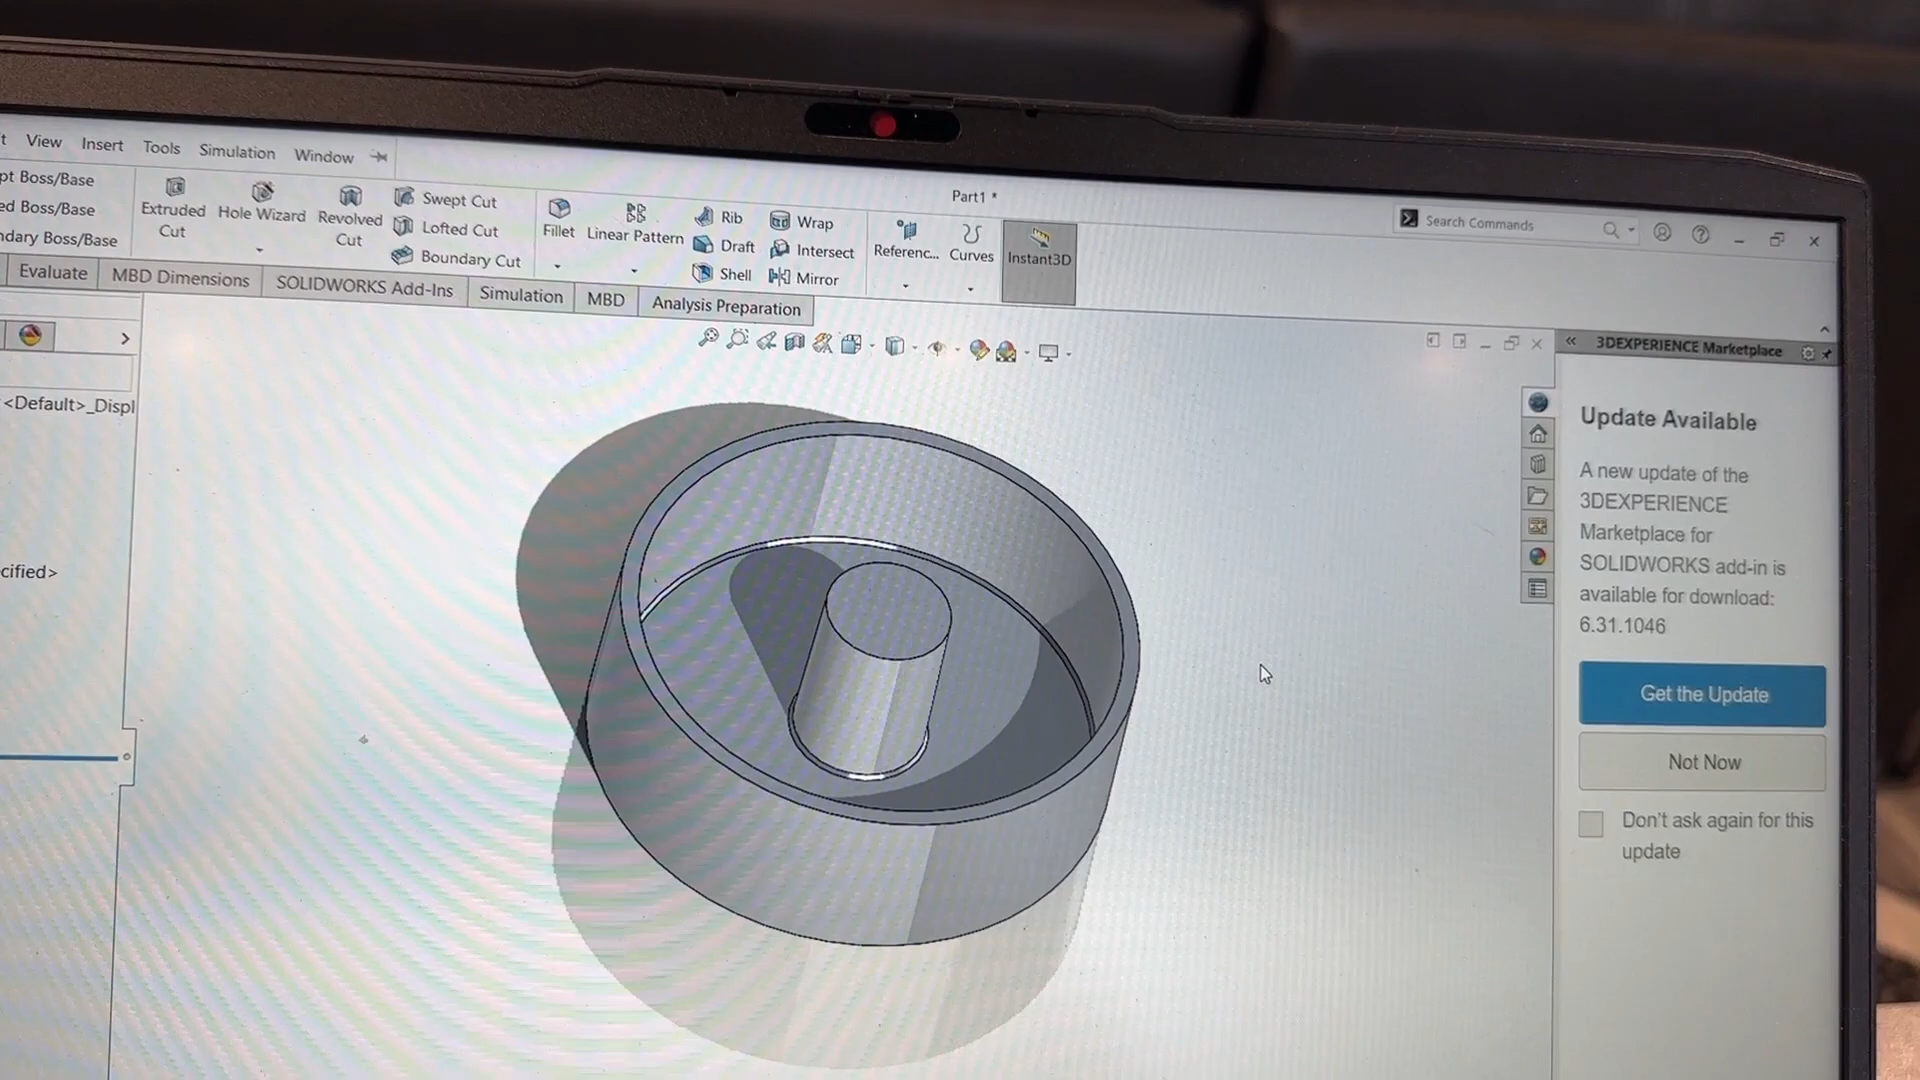 t View Insert Tools Simulation Window
Part1 *
Search Commands
pt Boss/Base
ed Boss/Base
ndary Boss/Base
Extruded
Cut
Hole Wizard
Revolved
Cut
Swept Cut
Lofted Cut
Boundary Cut
Fillet
Linear Pattern
Rib
Draft
Shell
Wrap
Intersect
Mirror
Referenc...
Curves
Instant3D
Evaluate MBD Dimensions SOLIDWORKS Add-Ins Simulation MBD Analysis Preparation
<Default>_Displ
cified>
3DEXPERIENCE Marketplace
Update Available
A new update of the
3DEXPERIENCE
Marketplace for
SOLIDWORKS add-in is
available for download:
6.31.1046
Get the Update
Not Now
Don't ask again for this
update